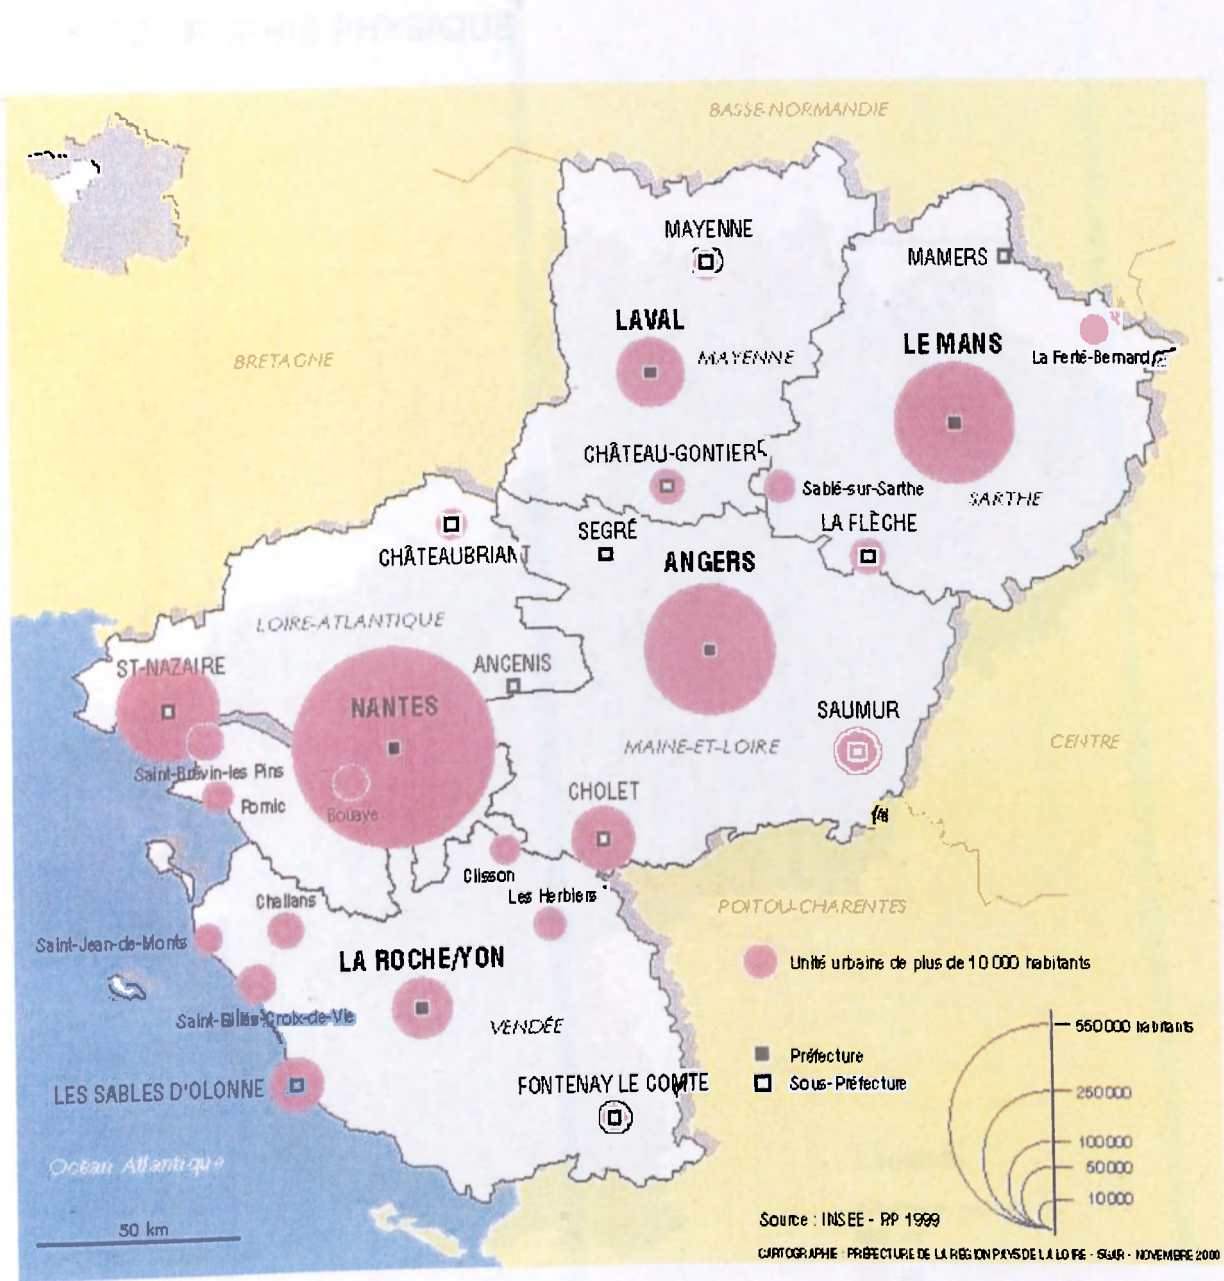 PHYSIQUE
BASSE-NORMANDIE
MAYENNE
MAMERS
LAVAL
LE MANS
MAYENNE
La Ferté-Bernard
BRETAGNE
CHÂTEAU-GONTIER
Sablé-sur-Sarthe
SARTHE
SEGRÉ
LA FLÈCHE
CHÂTEAUBRIANT
ANGERS
LOIRE-ATLANTIQUE
ST-NAZAIRE
ANCENIS
NANTES
SAUMUR
MAINE-ET-LOIRE
CENTRE
Saint-Brévin-les Pins
Pornic
Bouaye
CHOLET
Clisson
Les Herbiers
Challans
POITOU-CHARENTES
Saint-Jean-de-Monts
LA ROCHE/YON
Unité urbaine de plus de 10 000 habitants
Saint-Gilles-Croix-de-Vie
VENDÉE
550 000 habitants
Préfecture
LES SABLES D'OLONNE
FONTENAY LE COMTE
Sous-Préfecture
250 000
100 000
50 000
10 000
Océan Atlantique
50 km
Source : INSEE - RP 1999
CARTOGRAPHIE : PRÉFECTURE DE LA RÉGION PAYS DE LA LOIRE - SGAR - NOVEMBRE 2000